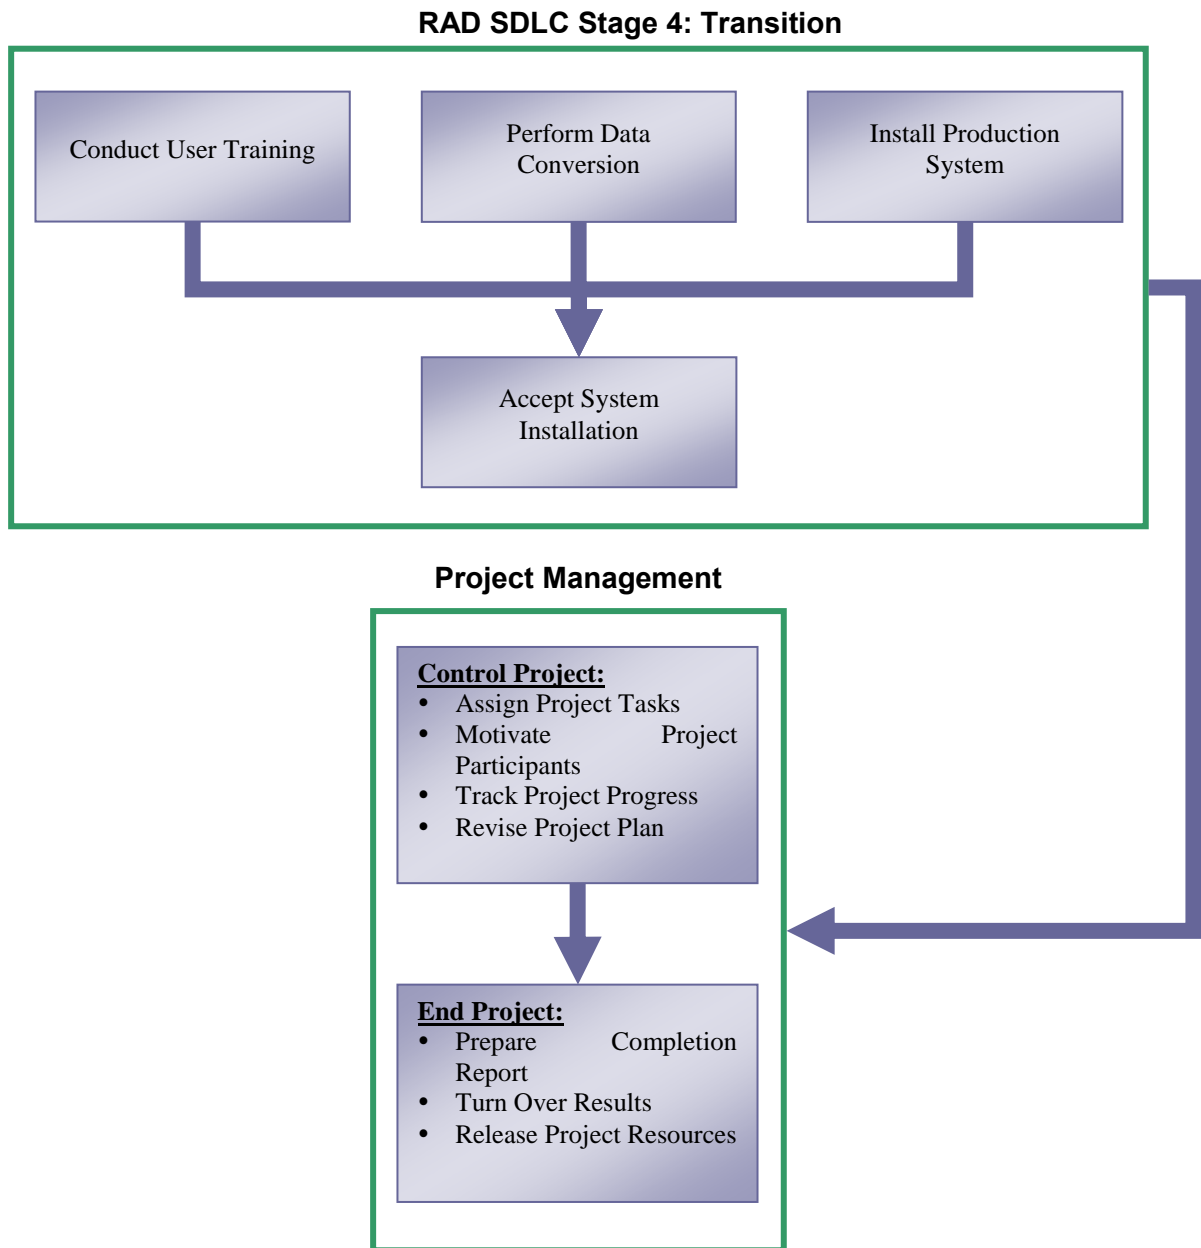 RAD SDLC Stage 4: Transition
Conduct User Training
Perform Data
Conversion
Install Production
System
Accept System
Installation
Project Management
Control Project:
• Assign Project Tasks
• Motivate Project
Participants
• Track Project Progress
• Revise Project Plan
End Project:
• Prepare Completion
Report
• Turn Over Results
• Release Project Resources